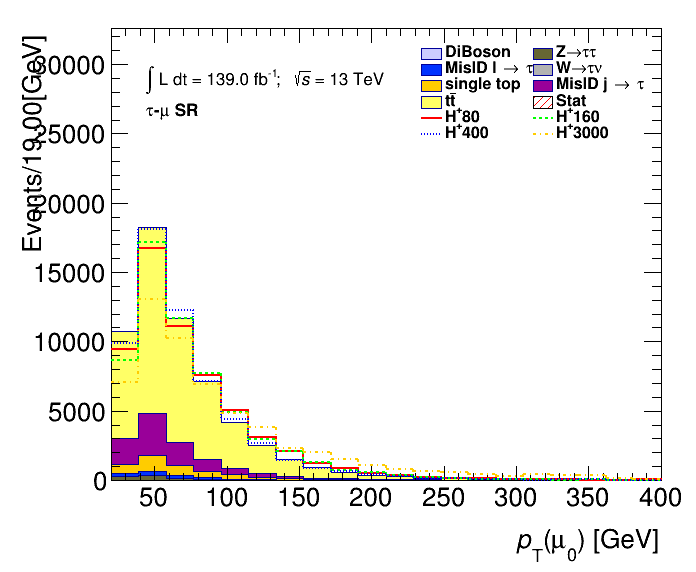 Events/19.00[GeV]
30000
25000
20000
15000
10000
5000
0
∫ L dt = 139.0 fb⁻¹; √s = 13 TeV
τ-μ SR
DiBoson
Z→ττ
MisID l → τ
W→τν
single top
MisID j → τ
tt̄
Stat
H⁺80
H⁺160
H⁺400
H⁺3000
50 100 150 200 250 300 350 400
p_T(μ₀) [GeV]